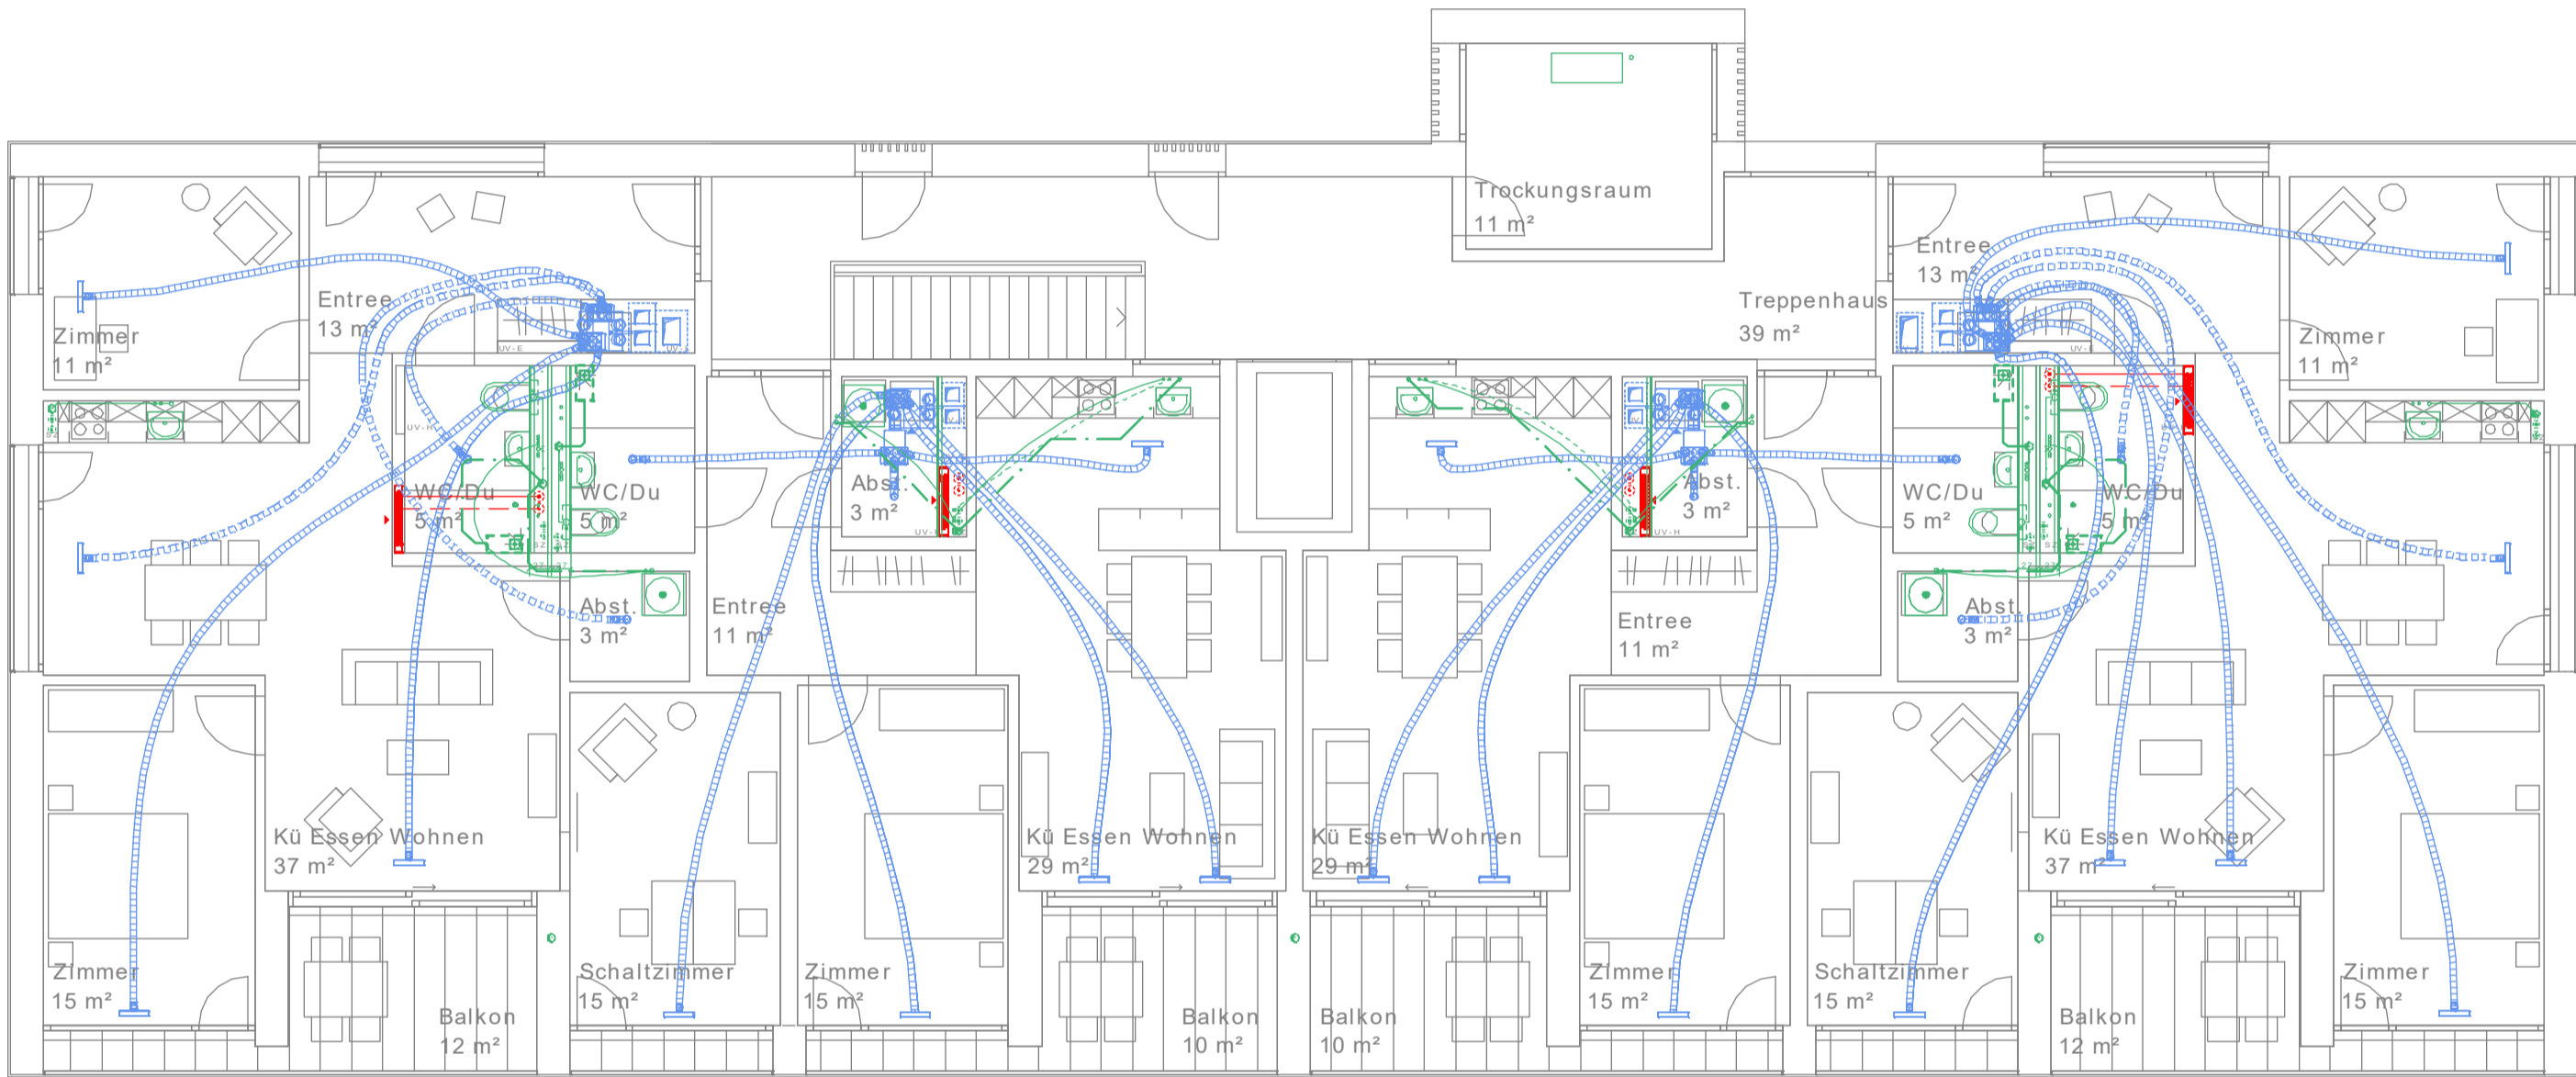 Trockungsraum
11 m²
Entree
13 m²
Entree
13 m²
Treppenhaus
39 m²
Zimmer
11 m²
Zimmer
11 m²
UV-E
UV-E
UV-H
WC/Du
5 m²
WC/Du
5 m²
Abst.
3 m²
UV-H
Abst.
3 m²
WC/Du
5 m²
WC/Du
5 m²
Abst.
3 m²
Entree
11 m²
Entree
11 m²
Abst.
3 m²
Kü Essen Wohnen
37 m²
Kü Essen Wohnen
29 m²
Kü Essen Wohnen
29 m²
Kü Essen Wohnen
37 m²
Zimmer
15 m²
Schaltzimmer
15 m²
Zimmer
15 m²
Zimmer
15 m²
Schaltzimmer
15 m²
Zimmer
15 m²
Balkon
12 m²
Balkon
10 m²
Balkon
10 m²
Balkon
12 m²